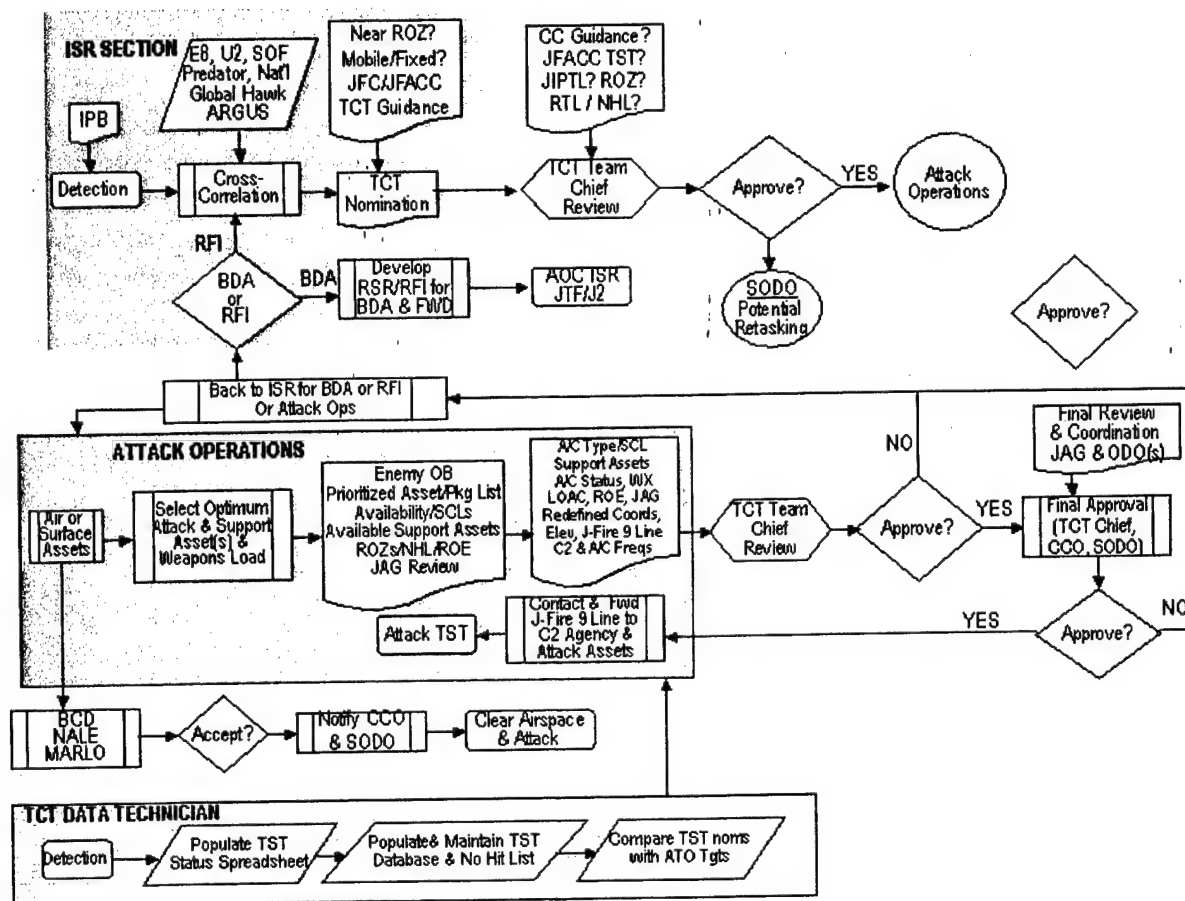 ISR SECTION
E8, U2, SOF
Predator, Nat'l
Global Hawk
ARGUS
Near ROZ?
Mobile/Fixed?
JFC/JFACC
TCT Guidance
CC Guidance?
JFACC TST?
JIPTL? ROZ?
RTL / NHL?
IPB
Detection
Cross-
Correlation
TCT
Nomination
TCT Team
Chief
Review
Approve?
YES
Attack
Operations
RFI
BDA
or
RFI
BDA
Develop
RSR/RFI for
BDA & FWD
AOC ISR
JTF/J2
SODO
Potential
Retasking
Approve?
Back to ISR for BDA or RFI
Or Attack Ops
ATTACK OPERATIONS
Air or
Surface
Assets
Select Optimum
Attack & Support
Asset(s) &
Weapons Load
Enemy OB
Prioritized Asset/Pkg List
Availability/SCLs
Available Support Assets
ROZs/NHL/ROE
JAG Review
A/C Type/SCL
Support Assets
A/C Status, WX
LOAC, ROE, JAG
Redefined Coords,
Elev, J-Fire 9 Line
C2 & A/C Freqs
TCT Team
Chief
Review
NO
Approve?
YES
Final Review
& Coordination
JAG & ODO(s)
Final Approval
(TCT Chief,
CCO, SODO)
Attack TST
Contact & Fwd
J-Fire 9 Line to
C2 Agency &
Attack Assets
YES
Approve?
NO
BCD
NALE
MARLO
Accept?
Notify CCO
& SODO
Clear Airspace
& Attack
TCT DATA TECHNICIAN
Detection
Populate TST
Status Spreadsheet
Populate& Maintain TST
Database & No Hit List
Compare TST noms
with ATO Tgts